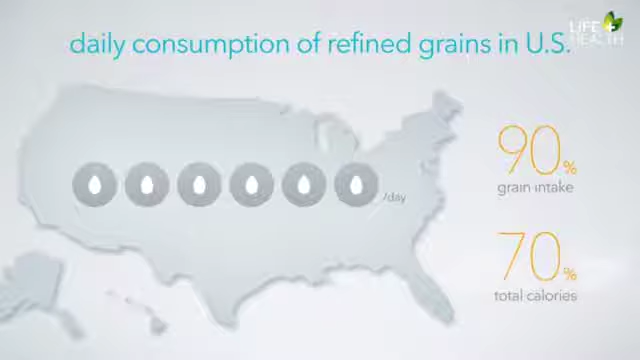 LIFE +
HEALTH
daily consumption of refined grains in U.S.
90%
grain intake
/day
70%
total calories